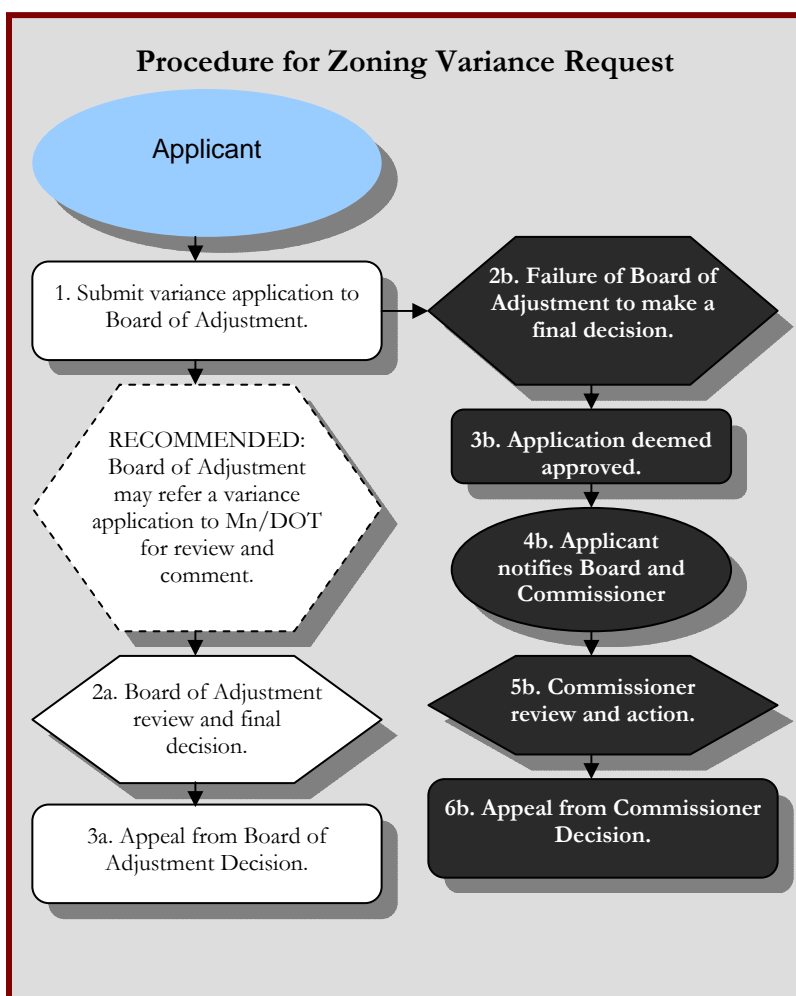 Procedure for Zoning Variance Request
Applicant
1. Submit variance application to
Board of Adjustment.
RECOMMENDED:
Board of Adjustment
may refer a variance
application to Mn/DOT
for review and
comment.
2a. Board of Adjustment
review and final
decision.
3a. Appeal from Board of
Adjustment Decision.
2b. Failure of Board of
Adjustment to make a
final decision.
3b. Application deemed
approved.
4b. Applicant
notifies Board and
Commissioner
5b. Commissioner
review and action.
6b. Appeal from Commissioner
Decision.